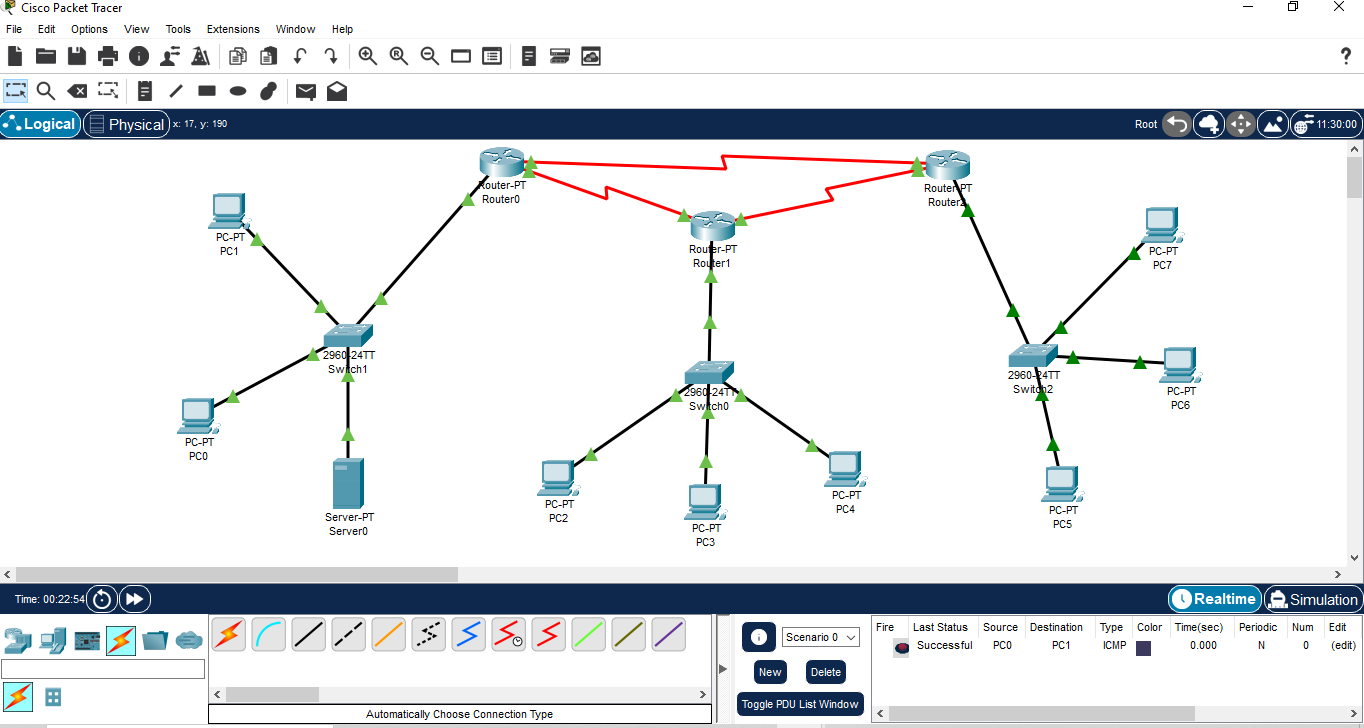 Cisco Packet Tracer
File Edit Options View Tools Extensions Window Help
Logical Physical x: 17, y: 190 Root 11:30:00
Router-PT
Router0
Router-PT
Router2
Router-PT
Router1
PC-PT
PC1
PC-PT
PC7
2960-24TT
Switch1
2960-24TT
Switch0
2960-24TT
Switch2
PC-PT
PC6
PC-PT
PC0
PC-PT
PC2
PC-PT
PC3
PC-PT
PC4
PC-PT
PC5
Server-PT
Server0
Time: 00:22:54 Realtime Simulation
Scenario 0
New Delete
Toggle PDU List Window
Fire Last Status Source Destination Type Color Time(sec) Periodic Num Edit
Successful PC0 PC1 ICMP 0.000 N 0 (edit)
Automatically Choose Connection Type